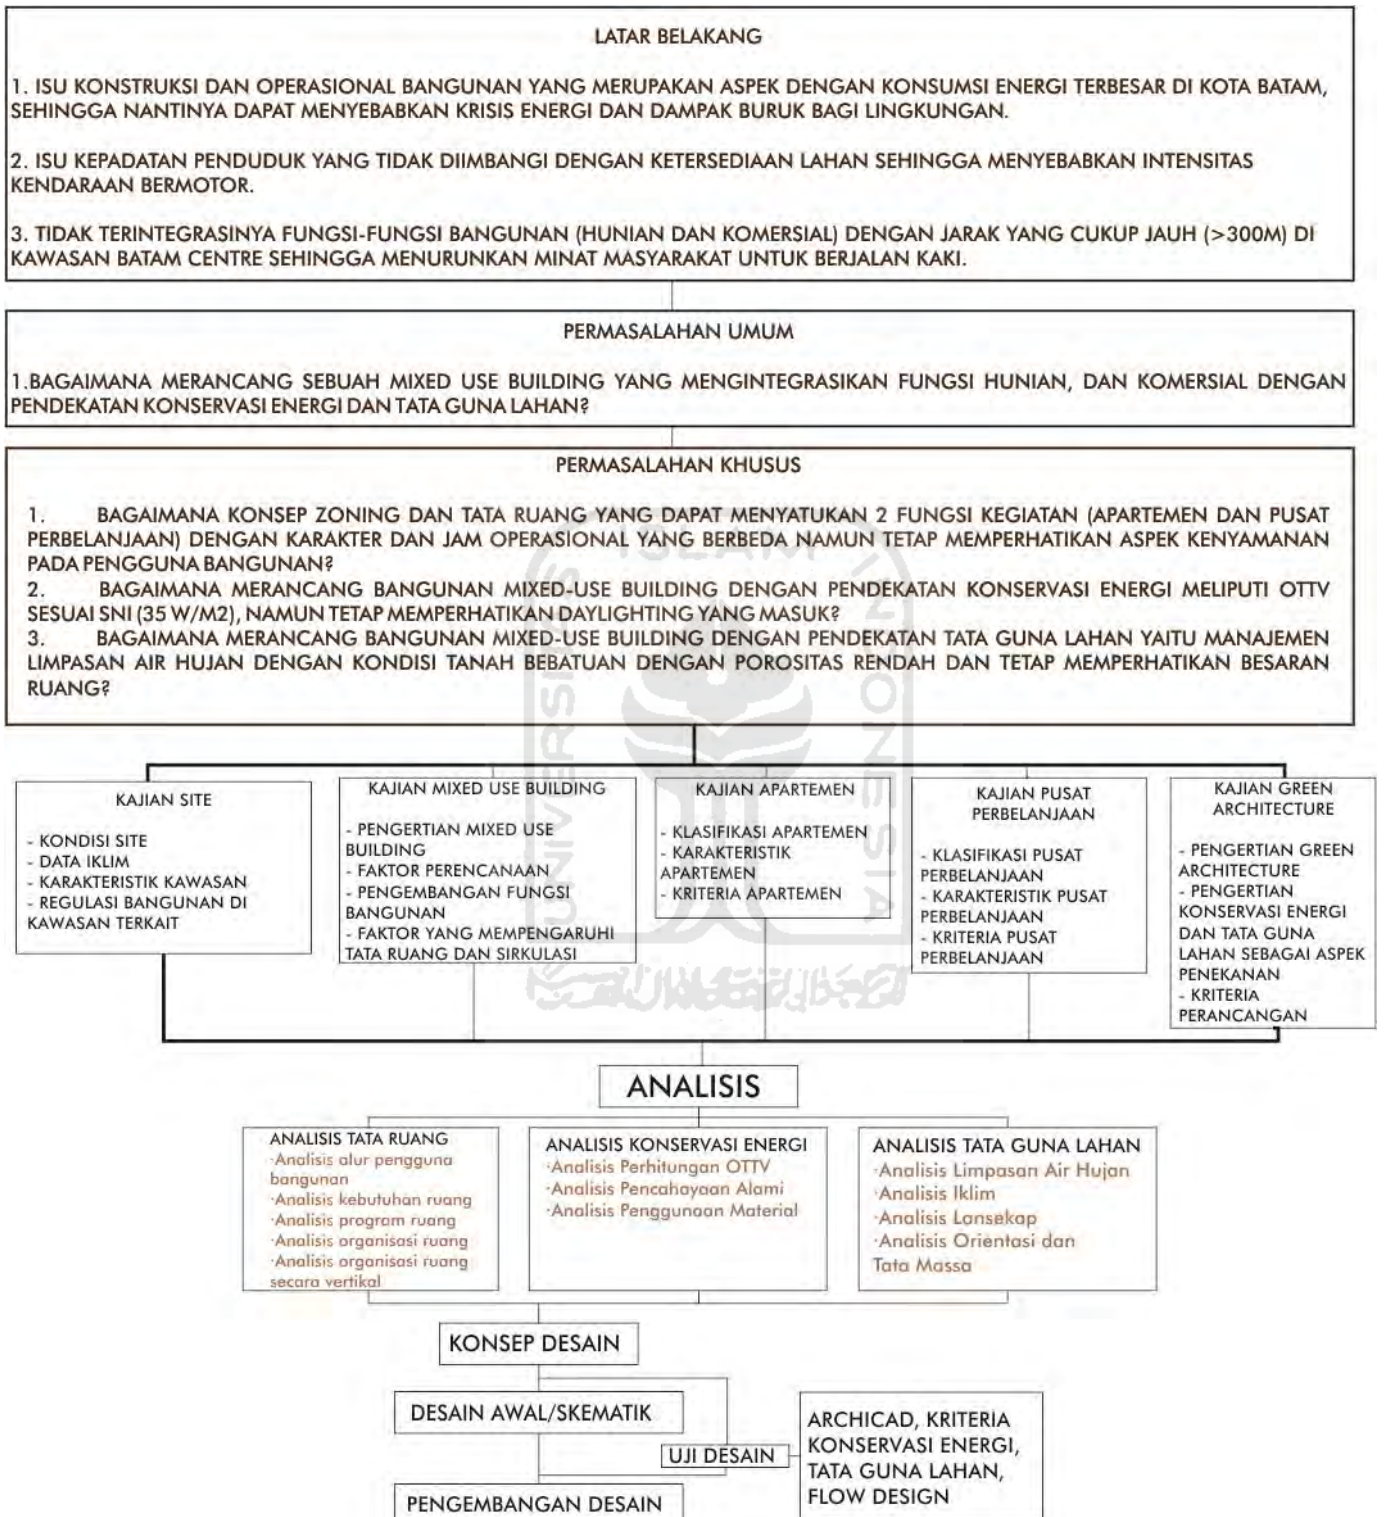 LATAR BELAKANG
1. ISU KONSTRUKSI DAN OPERASIONAL BANGUNAN YANG MERUPAKAN ASPEK DENGAN KONSUMSI ENERGI TERBESAR DI KOTA BATAM,
SEHINGGA NANTINYA DAPAT MENYEBABKAN KRISIS ENERGI DAN DAMPAK BURUK BAGI LINGKUNGAN.
2. ISU KEPADATAN PENDUDUK YANG TIDAK DIIMBANGI DENGAN KETERSEDIAAN LAHAN SEHINGGA MENYEBABKAN INTENSITAS
KENDARAAN BERMOTOR.
3. TIDAK TERINTEGRASINYA FUNGSI-FUNGSI BANGUNAN (HUNIAN DAN KOMERSIAL) DENGAN JARAK YANG CUKUP JAUH (>300M) DI
KAWASAN BATAM CENTRE SEHINGGA MENURUNKAN MINAT MASYARAKAT UNTUK BERJALAN KAKI.
PERMASALAHAN UMUM
1.BAGAIMANA MERANCANG SEBUAH MIXED USE BUILDING YANG MENGINTEGRASIKAN FUNGSI HUNIAN, DAN KOMERSIAL DENGAN
PENDEKATAN KONSERVASI ENERGI DAN TATA GUNA LAHAN?
PERMASALAHAN KHUSUS
1. BAGAIMANA KONSEP ZONING DAN TATA RUANG YANG DAPAT MENYATUKAN 2 FUNGSI KEGIATAN (APARTEMEN DAN PUSAT
PERBELANJAAN) DENGAN KARAKTER DAN JAM OPERASIONAL YANG BERBEDA NAMUN TETAP MEMPERHATIKAN ASPEK KENYAMANAN
PADA PENGGUNA BANGUNAN?
2. BAGAIMANA MERANCANG BANGUNAN MIXED-USE BUILDING DENGAN PENDEKATAN KONSERVASI ENERGI MELIPUTI OTTV
SESUAI SNI (35 W/M2), NAMUN TETAP MEMPERHATIKAN DAYLIGHTING YANG MASUK?
3. BAGAIMANA MERANCANG BANGUNAN MIXED-USE BUILDING DENGAN PENDEKATAN TATA GUNA LAHAN YAITU MANAJEMEN
LIMPASAN AIR HUJAN DENGAN KONDISI TANAH BEBATUAN DENGAN POROSITAS RENDAH DAN TETAP MEMPERHATIKAN BESARAN
RUANG?
UNIVERSITAS ISLAM INDONESIA
KAJIAN SITE
- KONDISI SITE
- DATA IKLIM
- KARAKTERISTIK KAWASAN
- REGULASI BANGUNAN DI
KAWASAN TERKAIT
KAJIAN MIXED USE BUILDING
- PENGERTIAN MIXED USE
BUILDING
- FAKTOR PERENCANAAN
- PENGEMBANGAN FUNGSI
BANGUNAN
- FAKTOR YANG MEMPENGARUHI
TATA RUANG DAN SIRKULASI
KAJIAN APARTEMEN
- KLASIFIKASI APARTEMEN
- KARAKTERISTIK
APARTEMEN
- KRITERIA APARTEMEN
KAJIAN PUSAT
PERBELANJAAN
- KLASIFIKASI PUSAT
PERBELANJAAN
- KARAKTERISTIK PUSAT
PERBELANJAAN
- KRITERIA PUSAT
PERBELANJAAN
KAJIAN GREEN
ARCHITECTURE
- PENGERTIAN GREEN
ARCHITECTURE
- PENGERTIAN
KONSERVASI ENERGI
DAN TATA GUNA
LAHAN SEBAGAI ASPEK
PENEKANAN
- KRITERIA
PERANCANGAN
ANALISIS
ANALISIS TATA RUANG
·Analisis alur pengguna
bangunan
·Analisis kebutuhan ruang
·Analisis program ruang
·Analisis organisasi ruang
·Analisis organisasi ruang
secara vertikal
ANALISIS KONSERVASI ENERGI
·Analisis Perhitungan OTTV
·Analisis Pencahayaan Alami
·Analisis Penggunaan Material
ANALISIS TATA GUNA LAHAN
·Analisis Limpasan Air Hujan
·Analisis Iklim
·Analisis Lansekap
·Analisis Orientasi dan
Tata Massa
KONSEP DESAIN
DESAIN AWAL/SKEMATIK
UJI DESAIN
ARCHICAD, KRITERIA
KONSERVASI ENERGI,
TATA GUNA LAHAN,
FLOW DESIGN
PENGEMBANGAN DESAIN